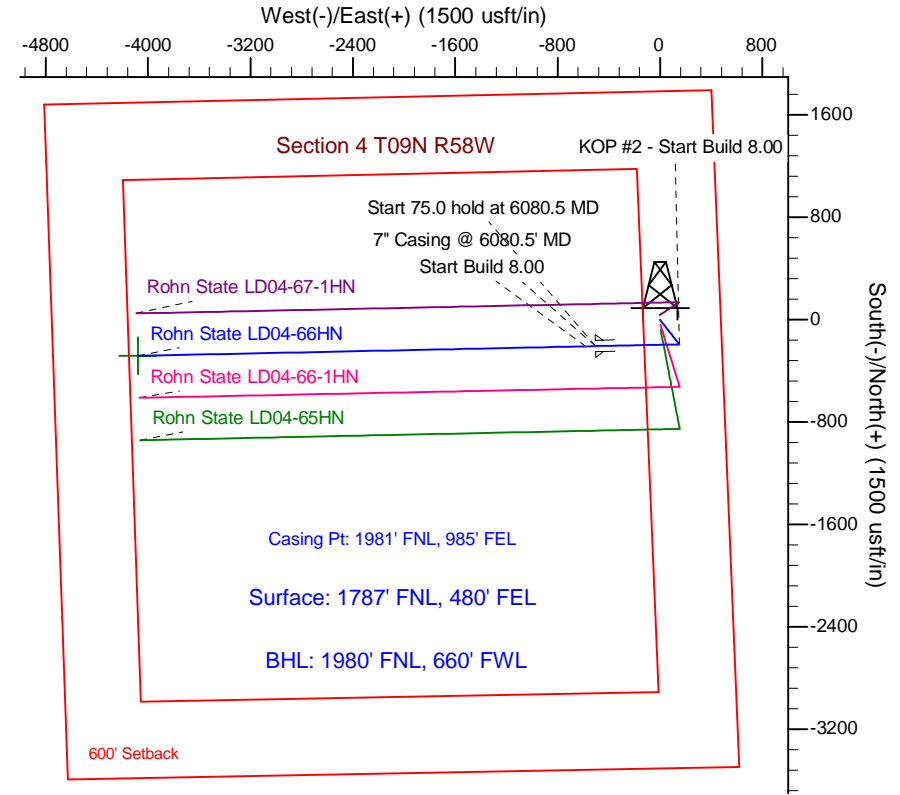 West(-)/East(+) (1500 usft/in)
-4800 -4000 -3200 -2400 -1600 -800 0 800
Section 4 T09N R58W
KOP #2 - Start Build 8.00
Start 75.0 hold at 6080.5 MD
7" Casing @ 6080.5' MD
Start Build 8.00
Rohn State LD04-67-1HN
Rohn State LD04-66HN
Rohn State LD04-66-1HN
Rohn State LD04-65HN
Casing Pt: 1981' FNL, 985' FEL
Surface: 1787' FNL, 480' FEL
BHL: 1980' FNL, 660' FWL
600' Setback
1600
800
0
-800
-1600
-2400
-3200
South(-)/North(+) (1500 usft/in)